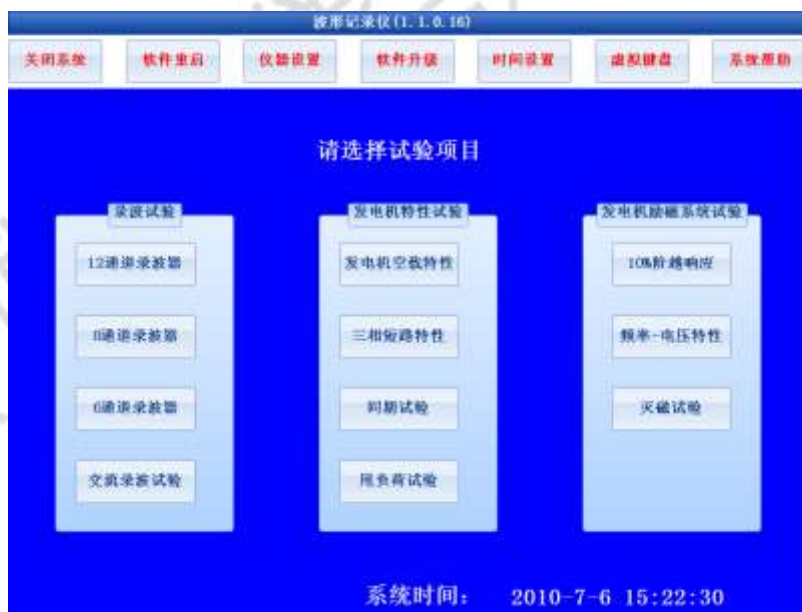 波形记录仪(1.1.0.16)
关闭系统 软件重启 仪器设置 软件升级 时间设置 虚拟键盘 系统帮助
请选择试验项目
录波试验 发电机特性试验 发电机励磁系统试验
12通道录波器 发电机空载特性 10%阶越响应
8通道录波器 三相短路特性 频率-电压特性
6通道录波器 同期试验 灭磁试验
交流录波试验 甩负荷试验
系统时间: 2010-7-6 15:22:30